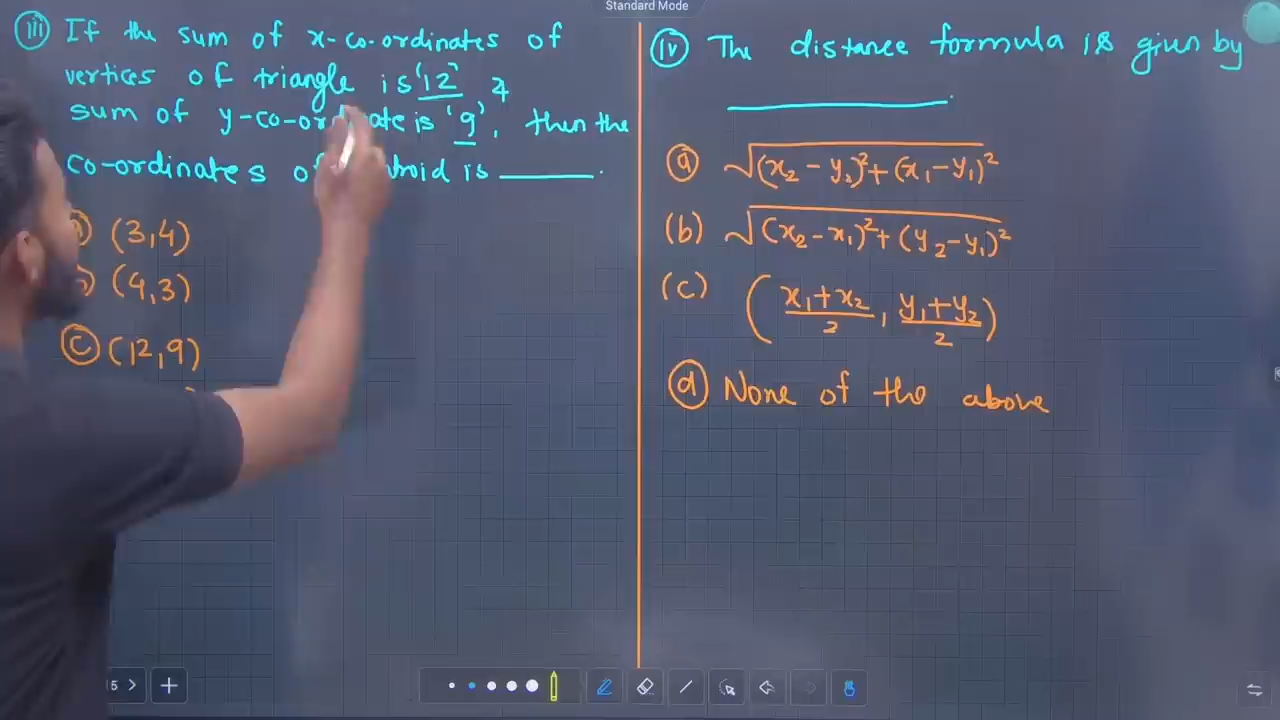 Standard Mode
(iii) If the sum of x-co-ordinates of
vertices of triangle is '12' &
sum of y-co-ordinate is '9', then the
co-ordinates of is ______.
(3,4)
(4,3)
(c) (12,9)
(iv) The distance formula is given by
______.
(a) √(x₂ - y₂)² + (x₁ - y₁)²
(b) √(x₂ - x₁)² + (y₂ - y₁)²
(c) (x₁ + x₂/2, y₁ + y₂/2)
(d) None of the above
15